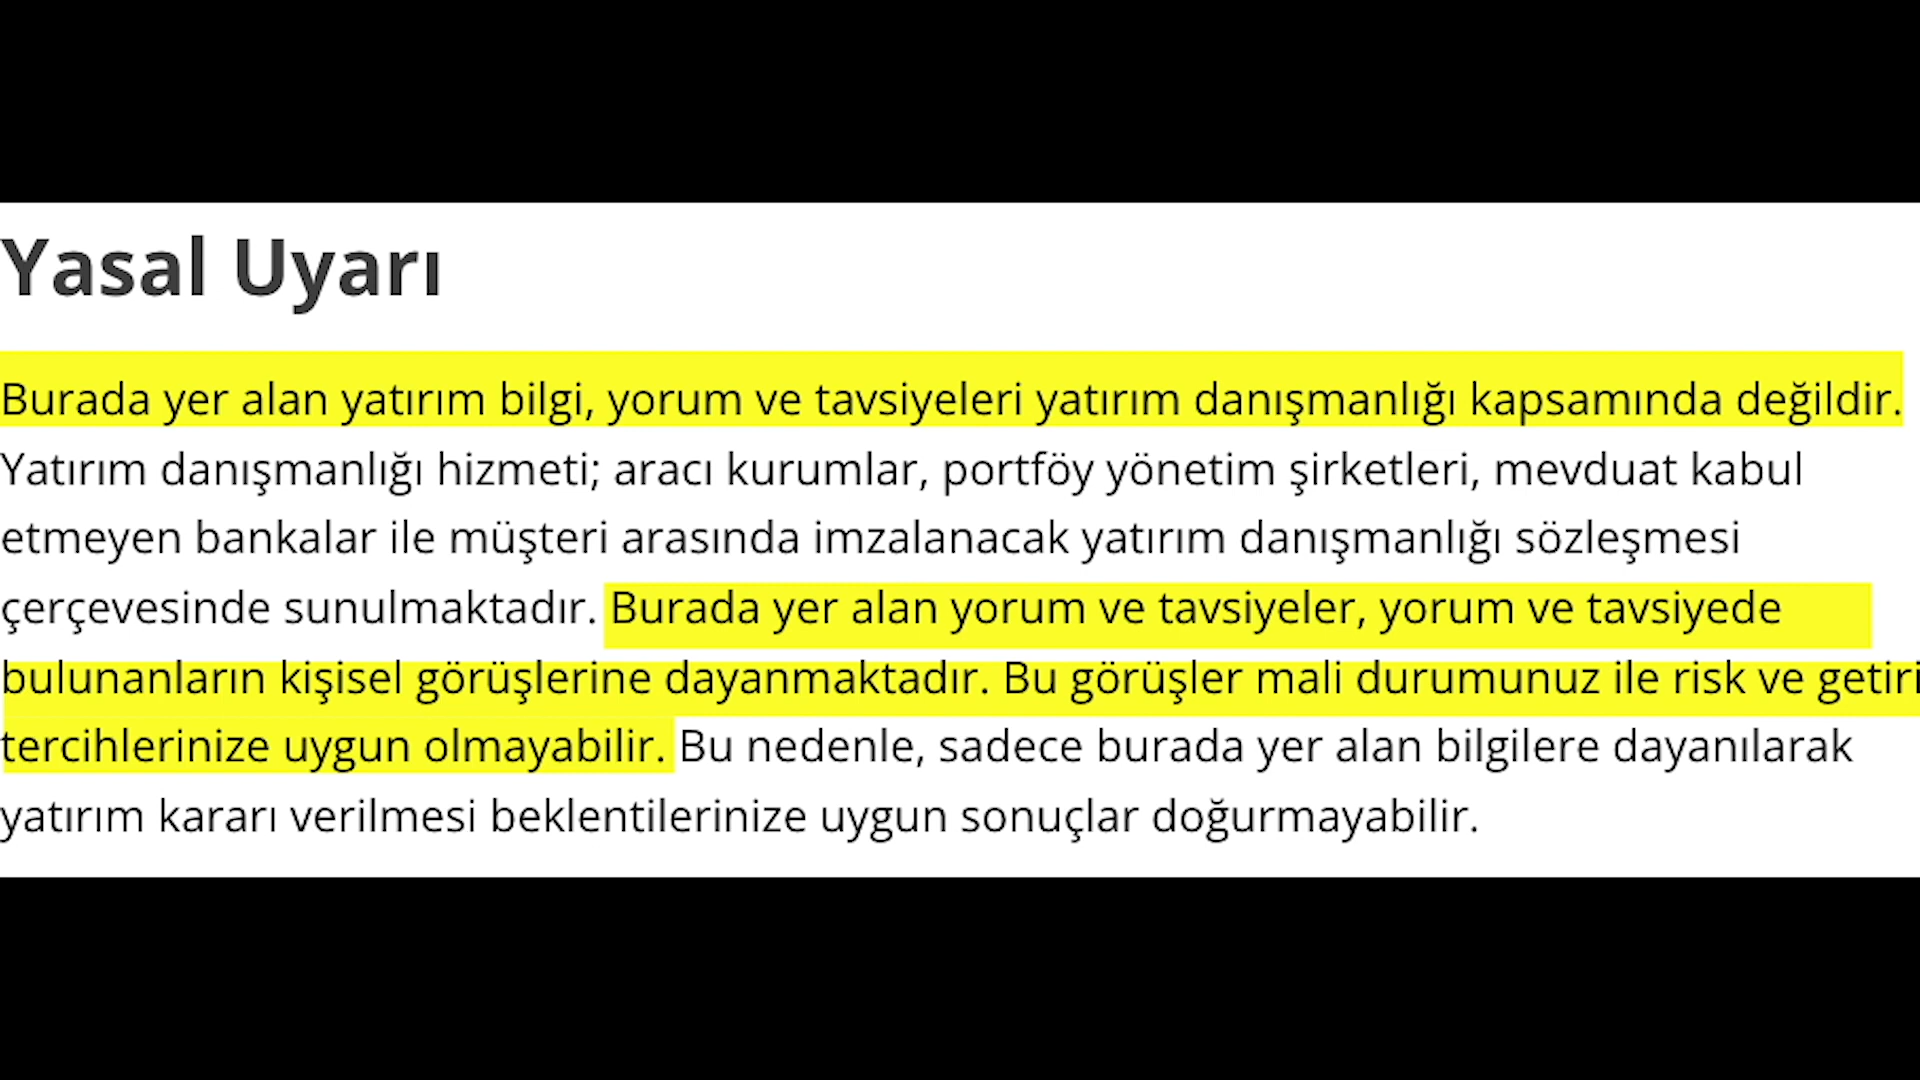 Yasal Uyarı
Burada yer alan yatırım bilgi, yorum ve tavsiyeleri yatırım danışmanlığı kapsamında değildir.
Yatırım danışmanlığı hizmeti; aracı kurumlar, portföy yönetim şirketleri, mevduat kabul
etmeyen bankalar ile müşteri arasında imzalanacak yatırım danışmanlığı sözleşmesi
çerçevesinde sunulmaktadır. Burada yer alan yorum ve tavsiyeler, yorum ve tavsiyede
bulunanların kişisel görüşlerine dayanmaktadır. Bu görüşler mali durumunuz ile risk ve getiri
tercihlerinize uygun olmayabilir. Bu nedenle, sadece burada yer alan bilgilere dayanılarak
yatırım kararı verilmesi beklentilerinize uygun sonuçlar doğurmayabilir.